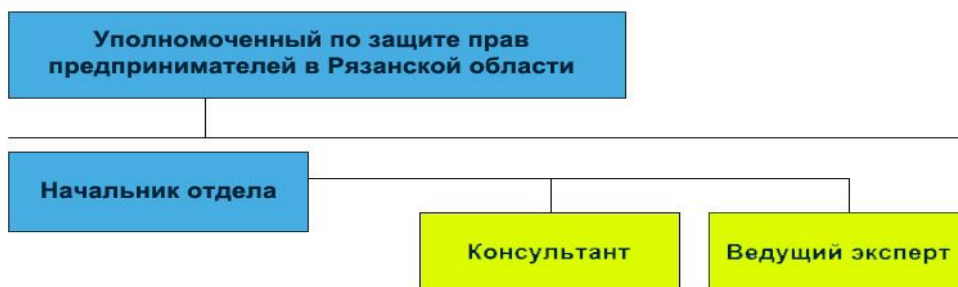 Уполномоченный по защите прав
предпринимателей в Рязанской области
Начальник отдела
Консультант
Ведущий эксперт